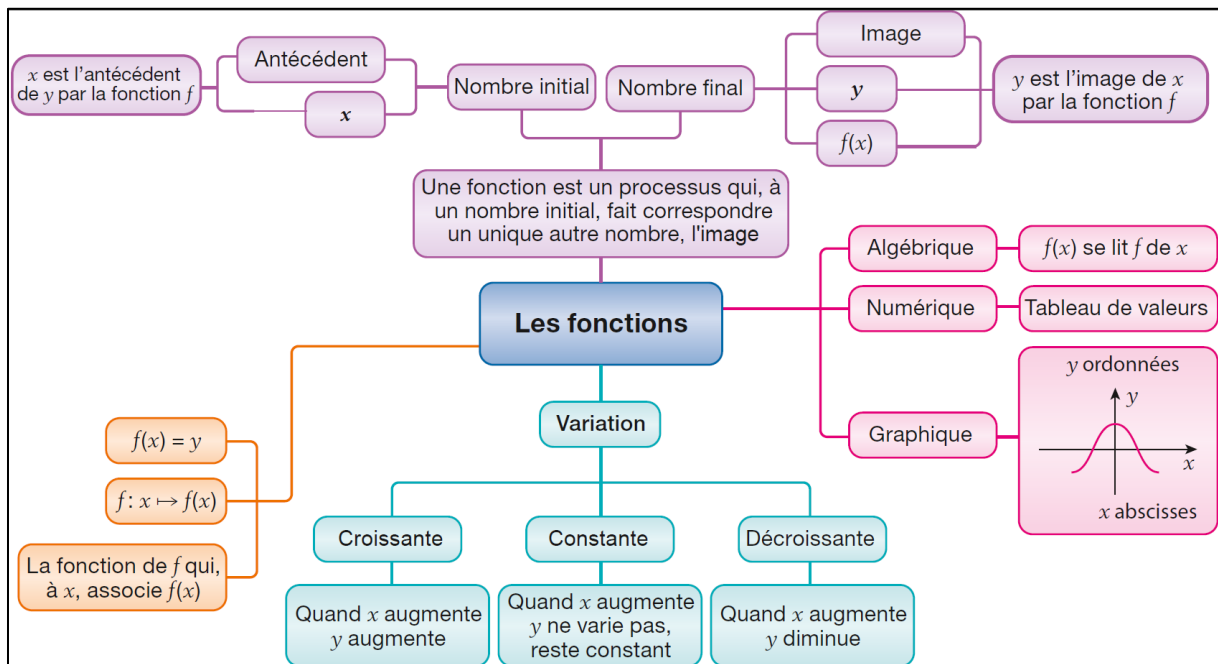 x est l'antécédent
de y par la fonction f
Antécédent
x
Nombre initial
Nombre final
Image
y
f(x)
y est l'image de x
par la fonction f
Une fonction est un processus qui, à
un nombre initial, fait correspondre
un unique autre nombre, l'image
Les fonctions
Algébrique
f(x) se lit f de x
Numérique
Tableau de valeurs
Graphique
y ordonnées
y
x
x abscisses
f(x) = y
f : x ↦ f(x)
La fonction de f qui,
à x, associe f(x)
Variation
Croissante
Constante
Décroissante
Quand x augmente
y augmente
Quand x augmente
y ne varie pas,
reste constant
Quand x augmente
y diminue